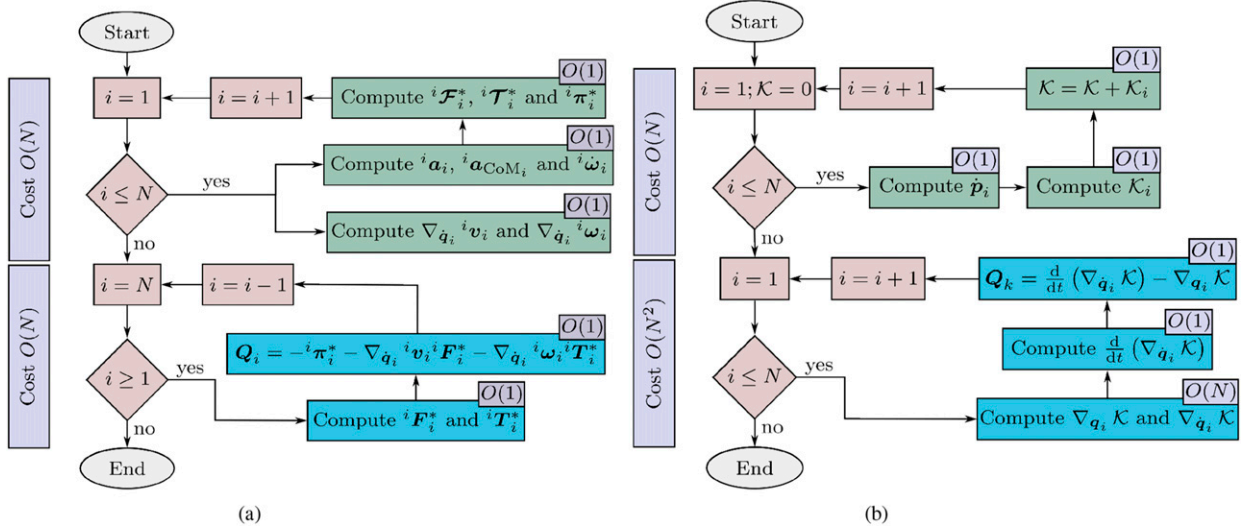 Start
i = 1
i = i + 1
O(1)
Compute ⁱ𝓕ᵢ*, ⁱ𝓣ᵢ* and ⁱπᵢ*
Cost O(N)
i ≤ N
yes
O(1)
Compute ⁱaᵢ, ⁱa_CoMᵢ and ⁱω̇ᵢ
O(1)
Compute ∇_q̇ᵢ ⁱvᵢ and ∇_q̇ᵢ ⁱωᵢ
no
i = N
i = i − 1
Cost O(N)
O(1)
Qᵢ = −ⁱπᵢ* − ∇_q̇ᵢ ⁱvᵢ ⁱFᵢ* − ∇_q̇ᵢ ⁱωᵢ ⁱTᵢ*
i ≥ 1
yes
O(1)
Compute ⁱFᵢ* and ⁱTᵢ*
no
End
(a)
Start
i = 1; 𝒦 = 0
i = i + 1
O(1)
𝒦 = 𝒦 + 𝒦ᵢ
Cost O(N)
i ≤ N
yes
O(1)
Compute ṗᵢ
O(1)
Compute 𝒦ᵢ
no
i = 1
i = i + 1
O(1)
Q_k = d/dt (∇_q̇ᵢ 𝒦) − ∇_qᵢ 𝒦
Cost O(N²)
O(1)
Compute d/dt (∇_q̇ᵢ 𝒦)
i ≤ N
yes
O(N)
Compute ∇_qᵢ 𝒦 and ∇_q̇ᵢ 𝒦
no
End
(b)